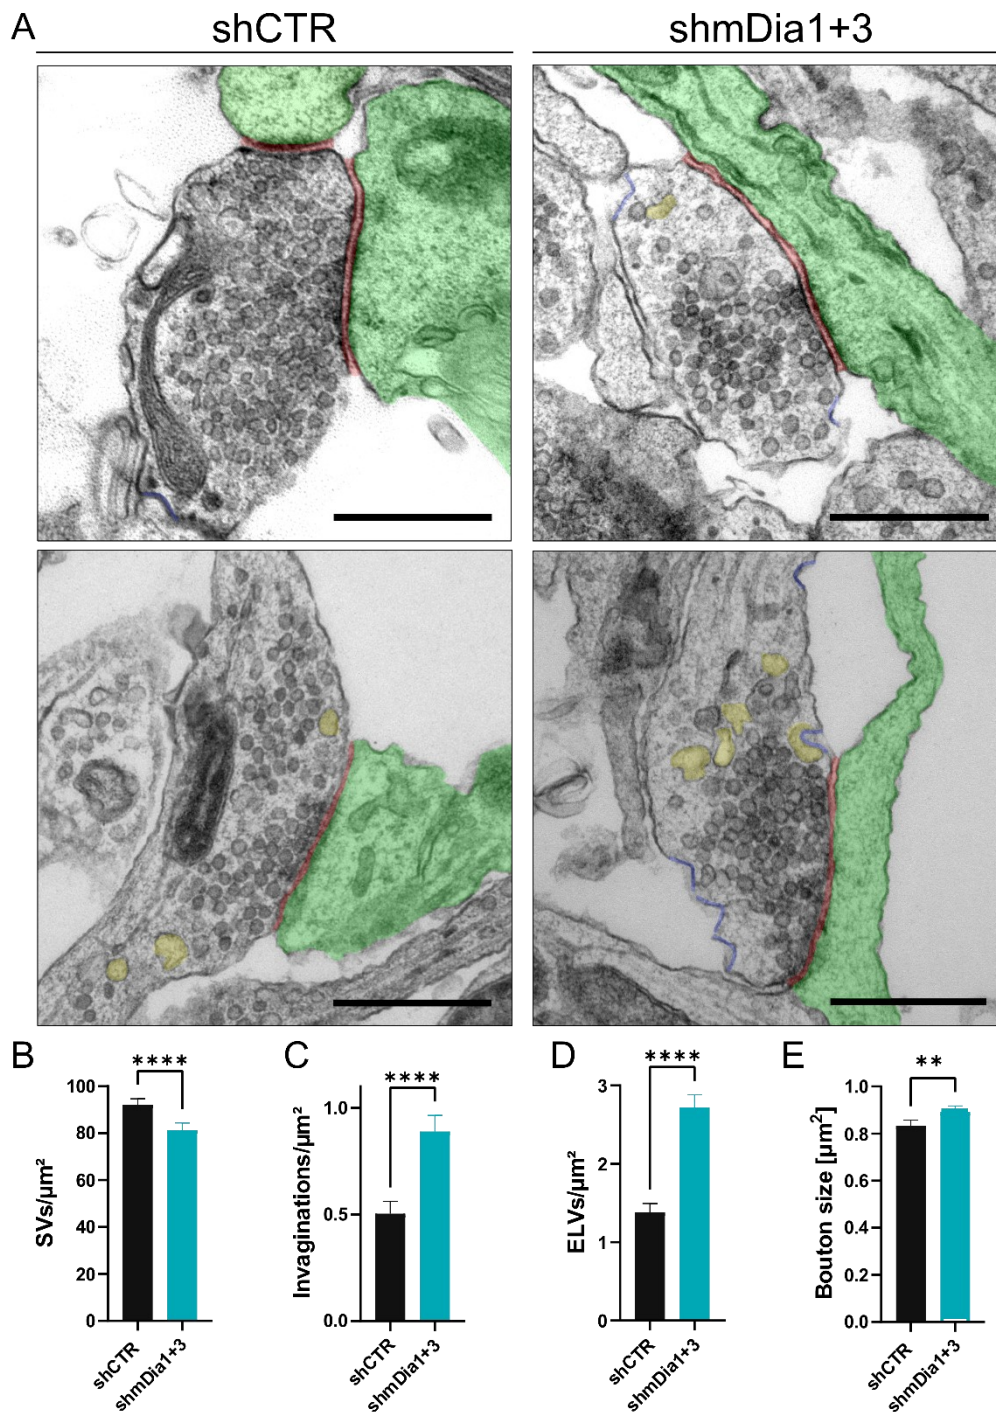 A
shCTR
shmDia1+3
B
****
SVs/µm²
100
80
60
40
20
0
shCTR
shmDia1+3
C
****
Invaginations/µm²
1.0
0.5
0.0
shCTR
shmDia1+3
D
****
ELVs/µm²
3
2
1
0
shCTR
shmDia1+3
E
**
Bouton size [µm²]
1.0
0.8
0.6
0.4
0.2
0.0
shCTR
shmDia1+3